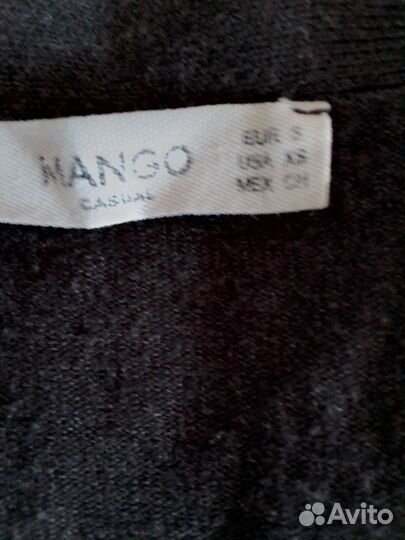 MANGO
CASUAL
EUR S
USA XS
MEX CH
Avito